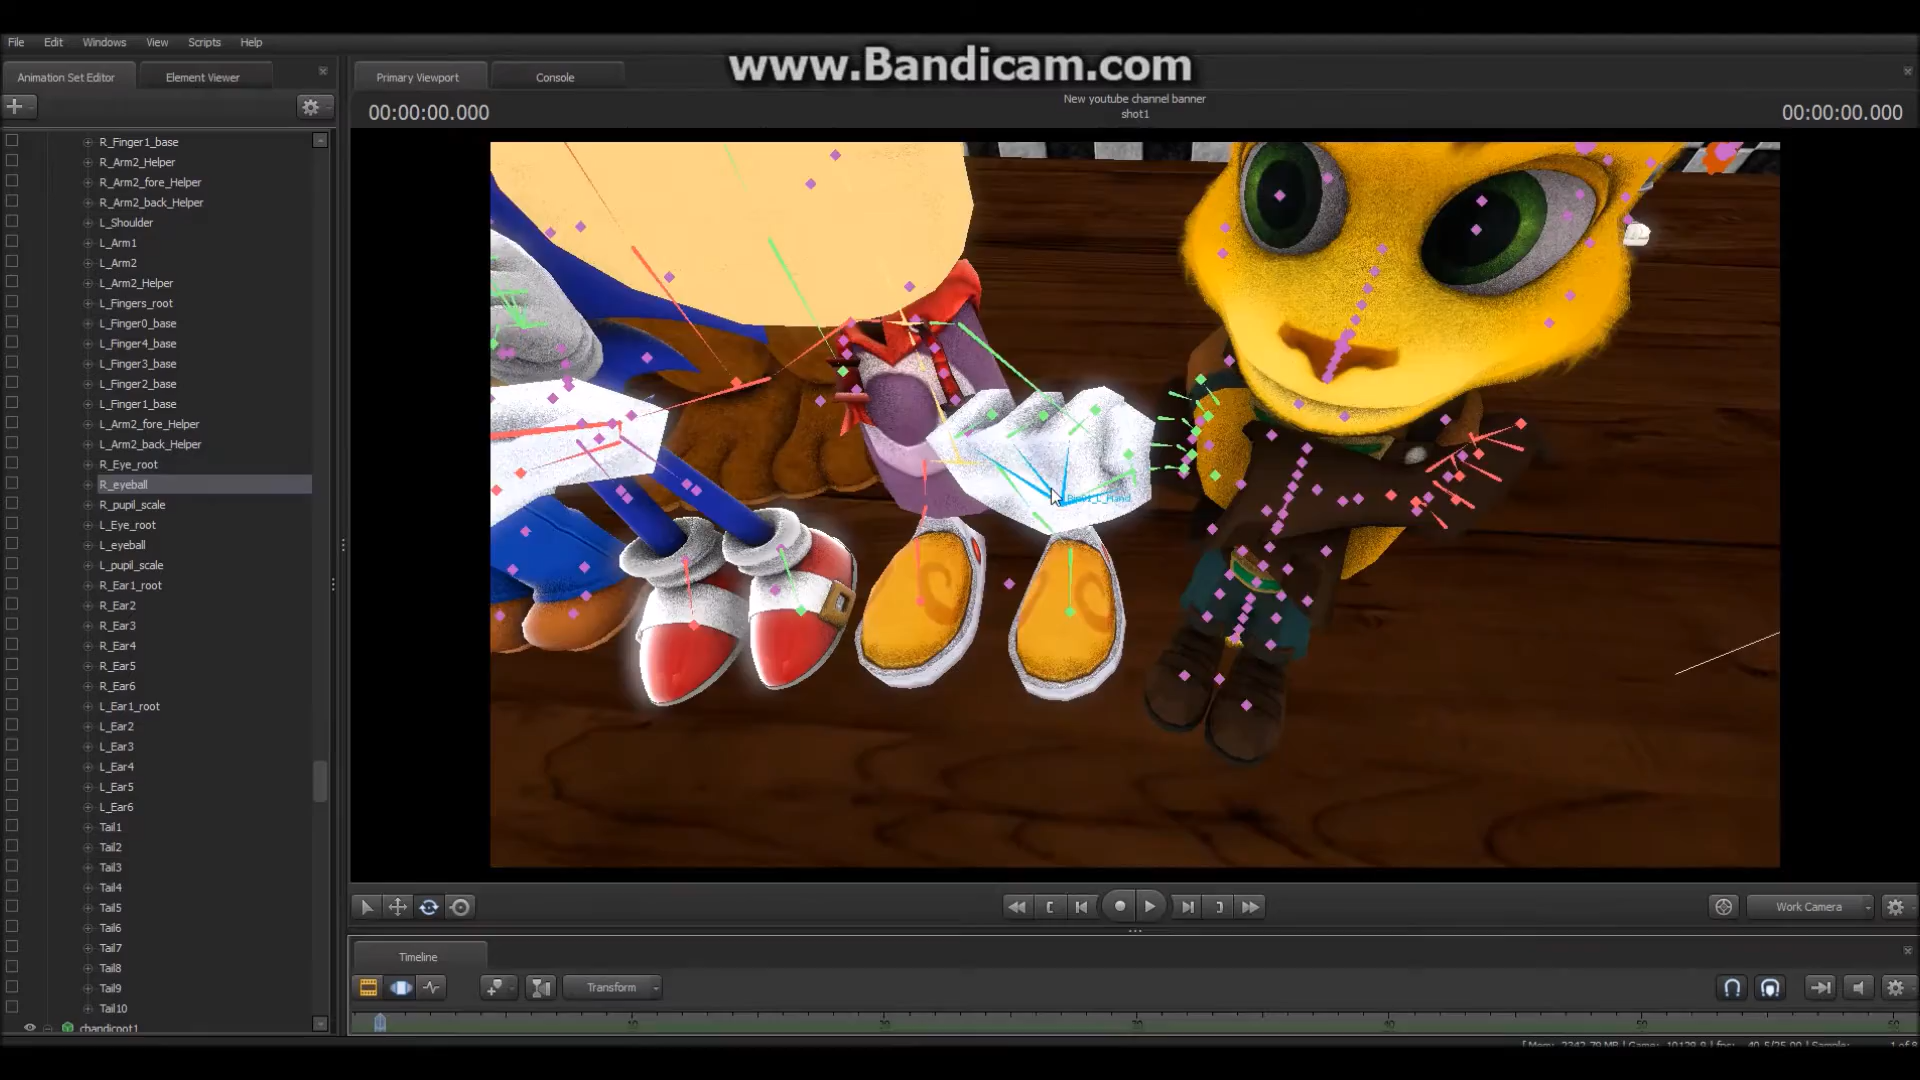 www.Bandicam.com
File Edit Windows View Scripts Help
Animation Set Editor Element Viewer
Primary Viewport Console
00:00:00.000
New youtube channel banner
shot1
00:00:00.000
R_Finger1_base
R_Arm2_Helper
R_Arm2_fore_Helper
R_Arm2_back_Helper
L_Shoulder
L_Arm1
L_Arm2
L_Arm2_Helper
L_Fingers_root
L_Finger0_base
L_Finger4_base
L_Finger3_base
L_Finger2_base
L_Finger1_base
L_Arm2_fore_Helper
L_Arm2_back_Helper
R_Eye_root
R_eyeball
R_pupil_scale
L_Eye_root
L_eyeball
L_pupil_scale
R_Ear1_root
R_Ear2
R_Ear3
R_Ear4
R_Ear5
R_Ear6
L_Ear1_root
L_Ear2
L_Ear3
L_Ear4
L_Ear5
L_Ear6
Tail1
Tail2
Tail3
Tail4
Tail5
Tail6
Tail7
Tail8
Tail9
Tail10
Work Camera
Timeline
Transform